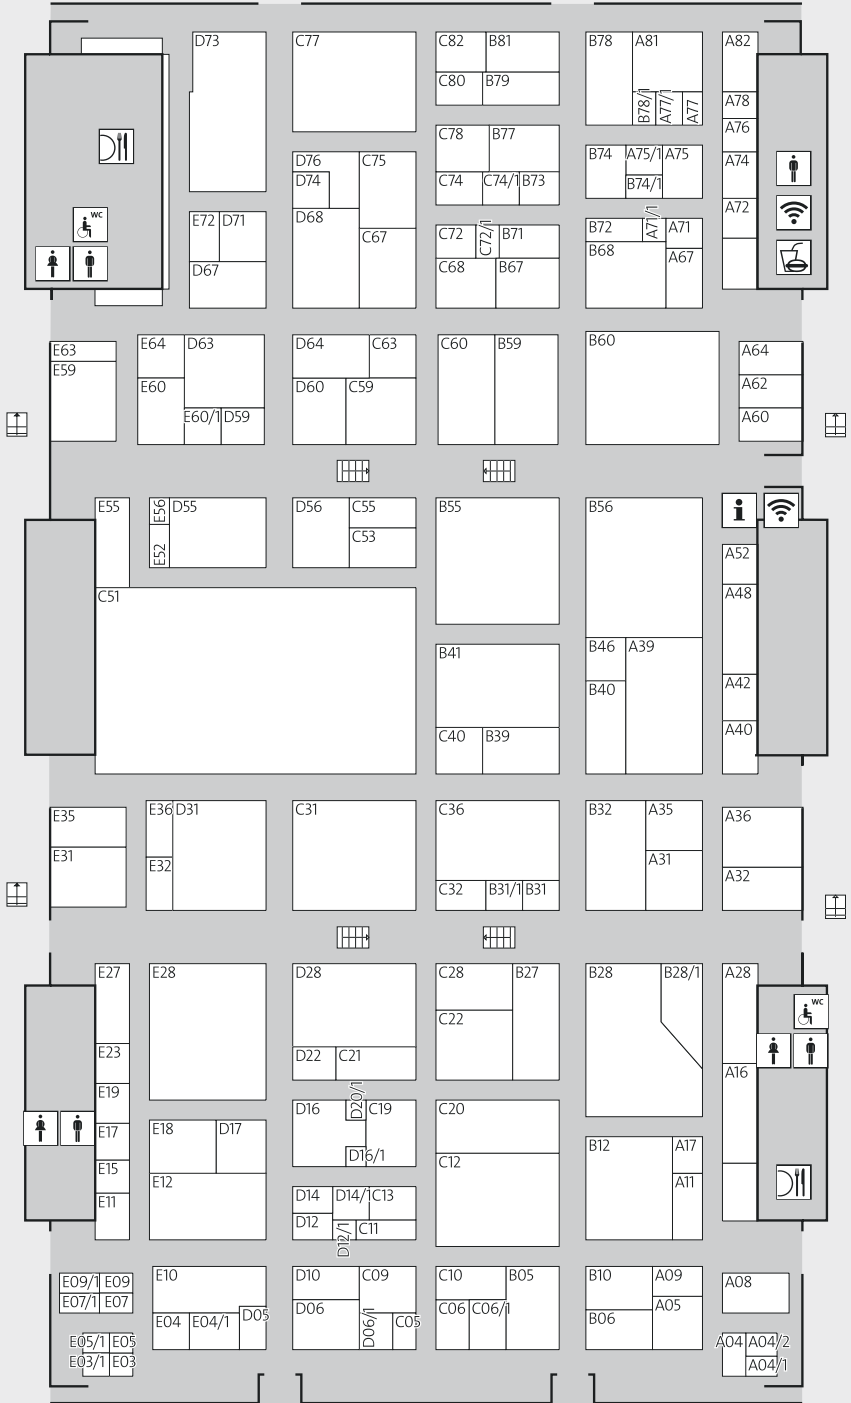 D73
C77
C82 B81
C80 B79
B78 A81
B78/1 A77/1 A77
A82
A78
A76
A74
A72
WC
C78 B77
C74 C74/1 B73
B74 A75/1 A75
B74/1
D76 C75
D74
D68
C67
E72 D71
D67
C72 C72/1 B71
C68 B67
B72 A71/1 A71
B68 A67
E63
E59
E64 D63
E60
E60/1 D59
D64 C63
D60 C59
C60 B59
B60
A64
A62
A60
E55
E56 D55
E52
D56 C55
C53
B55
B56
i
A52
A48
A42
A40
C51
B41
C40 B39
B46 A39
B40
E35
E31
E36 D31
E32
C31
C36
C32 B31/1 B31
B32 A35
A31
A36
A32
E27
E23
E19
E17
E15
E11
E28
D28
D22 C21
C28 B27
C22
B28 B28/1
A28
A16
WC
D16 D20/1 C19
D16/1
C20
C12
E18 D17
E12
B12 A17
A11
D14 D14/1 C13
D12 D12/1 C11
E09/1 E09
E07/1 E07
E05/1 E05
E03/1 E03
E10
E04 E04/1 D05
D10 C09
D06 D06/1 C05
C10 B05
C06 C06/1
B10 A09
B06 A05
A08
A04 A04/2
A04/1